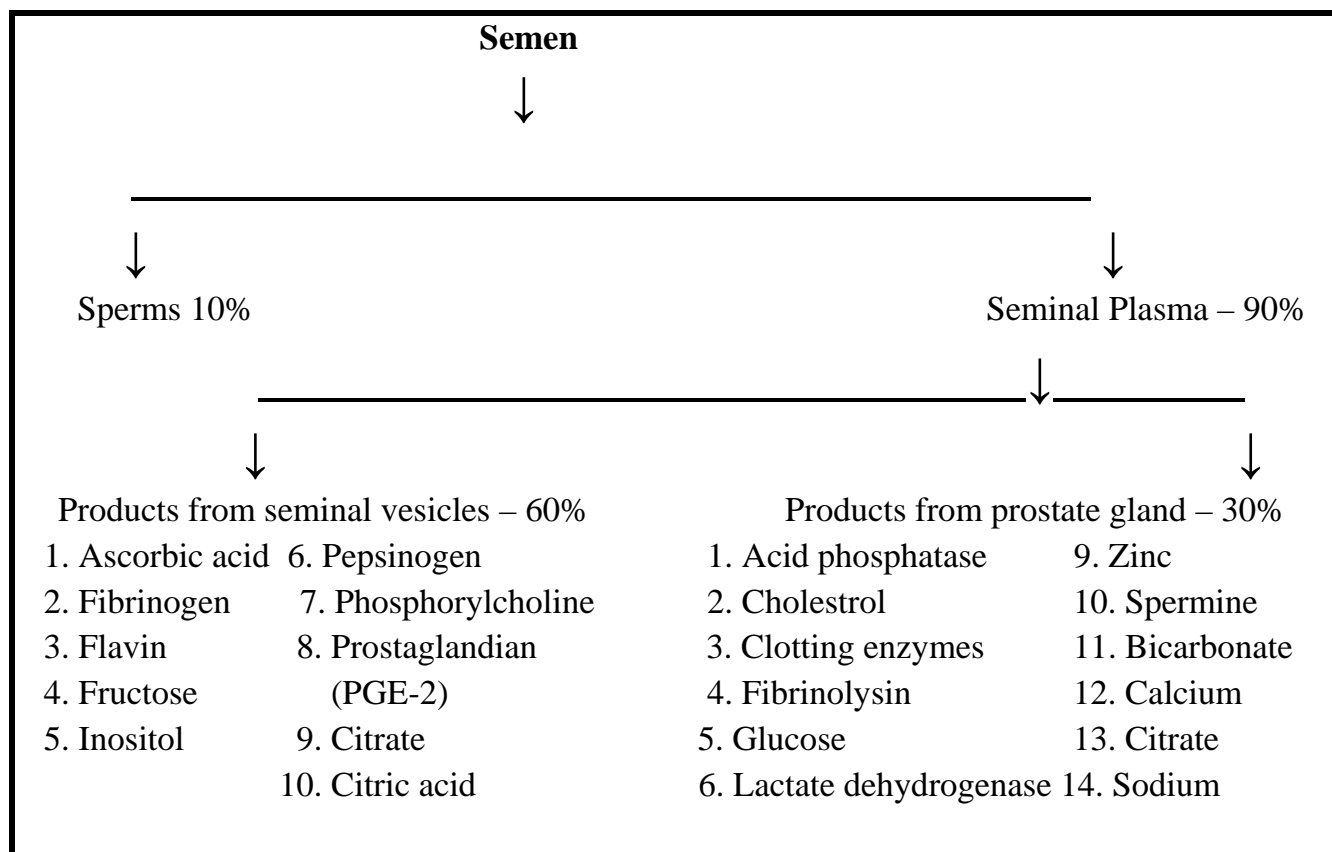 Semen
Sperms 10%
Seminal Plasma – 90%
Products from seminal vesicles – 60%
1. Ascorbic acid 6. Pepsinogen
2. Fibrinogen 7. Phosphorylcholine
3. Flavin 8. Prostaglandian
4. Fructose (PGE-2)
5. Inositol 9. Citrate
10. Citric acid
Products from prostate gland – 30%
1. Acid phosphatase 9. Zinc
2. Cholestrol 10. Spermine
3. Clotting enzymes 11. Bicarbonate
4. Fibrinolysin 12. Calcium
5. Glucose 13. Citrate
6. Lactate dehydrogenase 14. Sodium